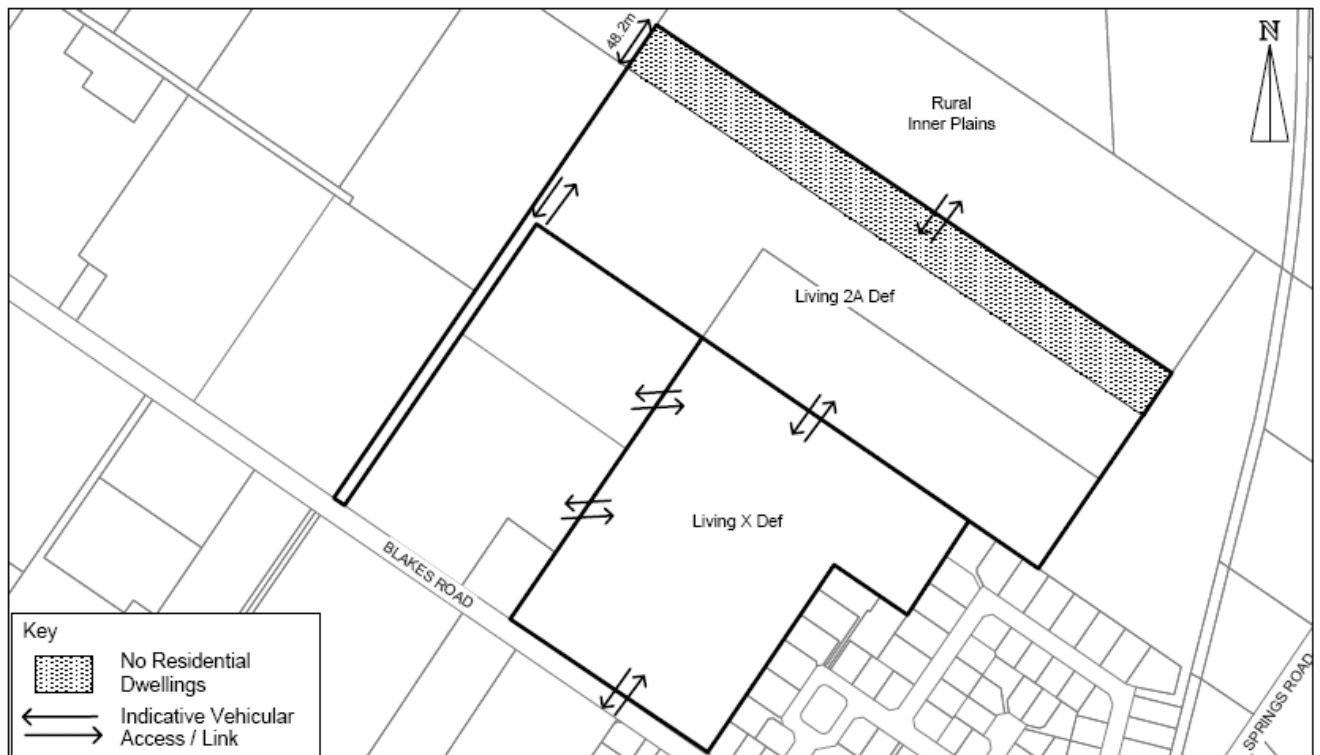 48.2m
N
Rural
Inner Plains
Living 2A Def
Living X Def
BLAKES ROAD
SPRINGS ROAD
Key
No Residential
Dwellings
Indicative Vehicular
Access / Link